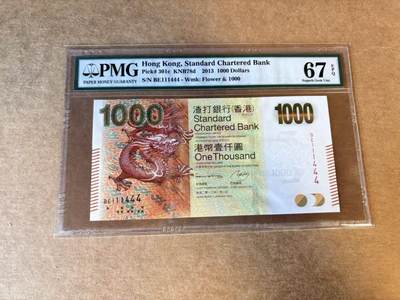 PMG
PAPER MONEY GUARANTY
Hong Kong, Standard Chartered Bank
Pick# 301c KNB78d 2013 1000 Dollars
S/N BE111444 - Wmk: Flower & 1000
67 EPQ
Superb Gem Unc
1000
渣打銀行(香港)
Standard
Chartered Bank
港幣壹仟圓
One Thousand
1000
BE111444
BE111444